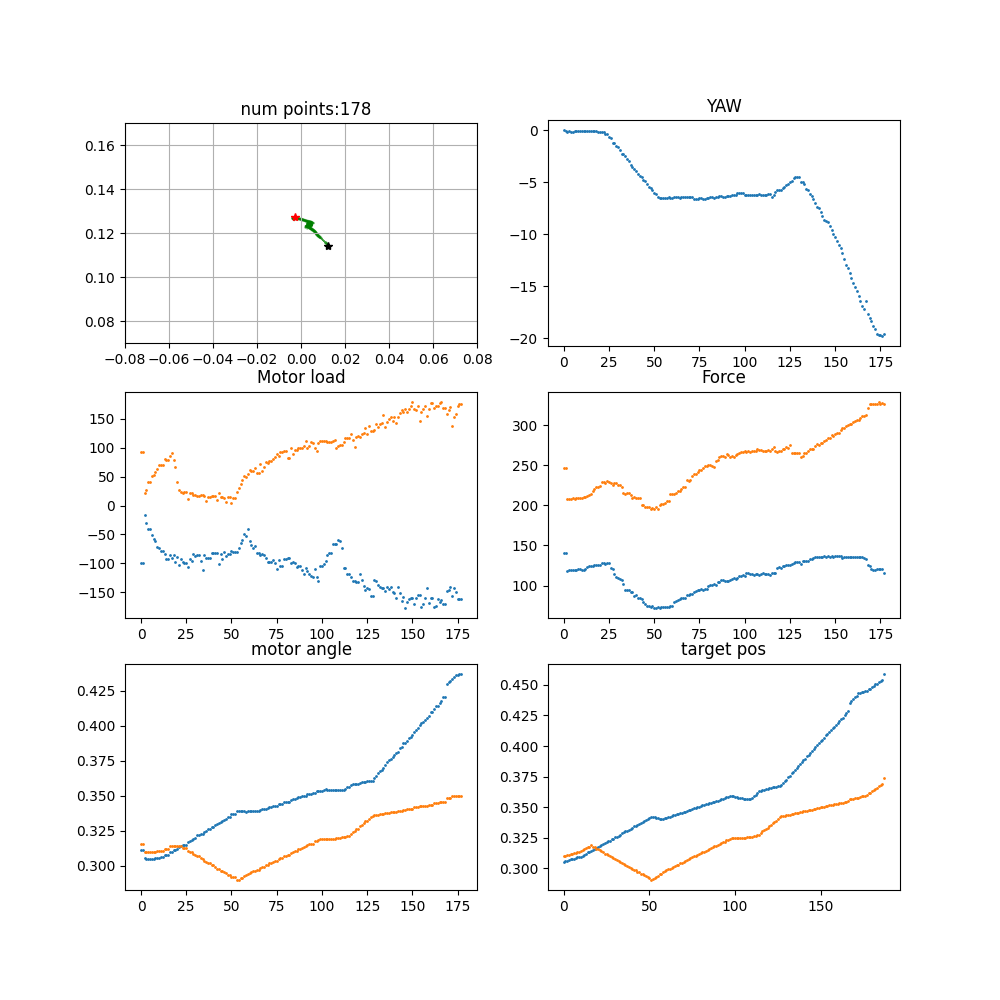 num points:178
0.16
0.14
0.12
0.10
0.08
−0.08 −0.06 −0.04 −0.02 0.00 0.02 0.04 0.06 0.08
YAW
0
−5
−10
−15
−20
0 25 50 75 100 125 150 175
Motor load
150
100
50
0
−50
−100
−150
0 25 50 75 100 125 150 175
Force
300
250
200
150
100
0 25 50 75 100 125 150 175
motor angle
0.425
0.400
0.375
0.350
0.325
0.300
0 25 50 75 100 125 150 175
target pos
0.450
0.425
0.400
0.375
0.350
0.325
0.300
0 50 100 150